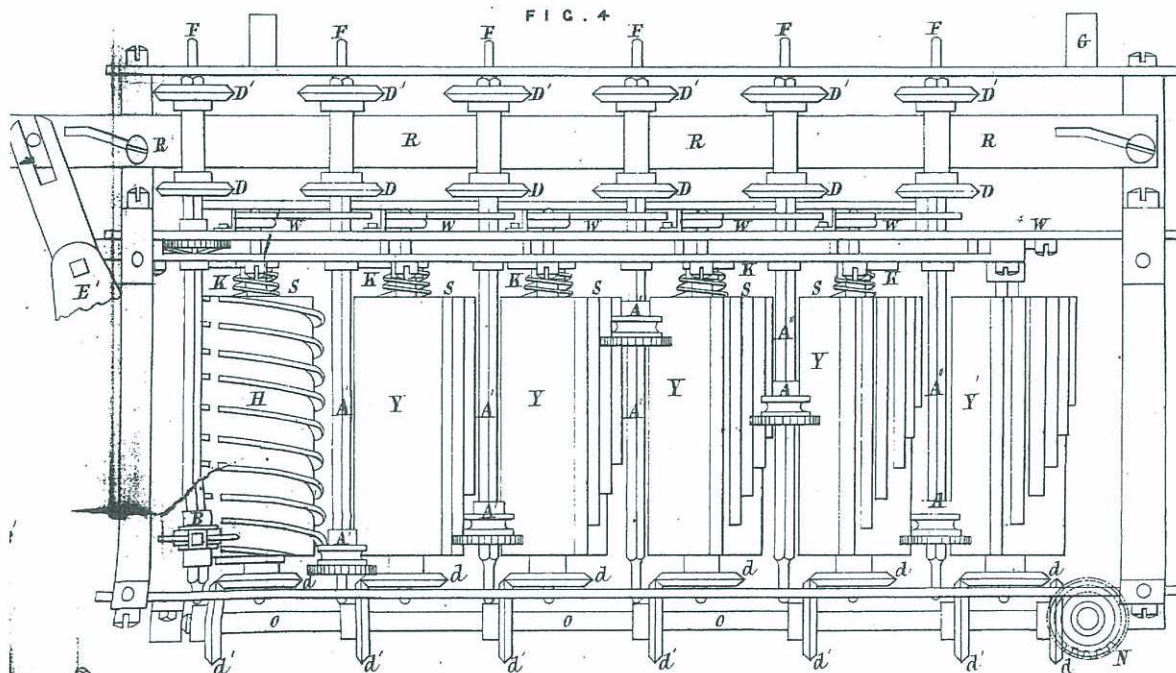 FIG. 4
F F F F F F G
D' D' D' D' D' D'
R R R R
D D D D D D
W W W W W W
E'
K S K S K S K S S K
A' A
H A' Y Y Y Y A Y'
B A' A A
d d d d d d
O O O
d' d' d' d' d' d' d N